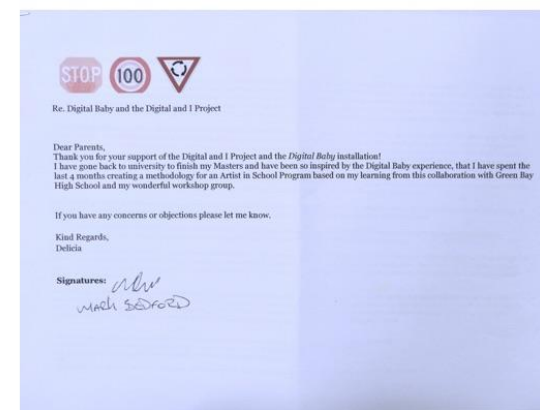 STOP 100
Re. Digital Baby and the Digital and I Project
Dear Parents,
Thank you for your support of the Digital and I Project and the Digital Baby installation!
I have gone back to university to finish my Masters and have been so inspired by the Digital Baby experience, that I have spent the
last 4 months creating a methodology for an Artist in School Program based on my learning from this collaboration with Green Bay
High School and my wonderful workshop group.
If you have any concerns or objections please let me know.
Kind Regards,
Delicia
Signatures:
MARK BEDFORD